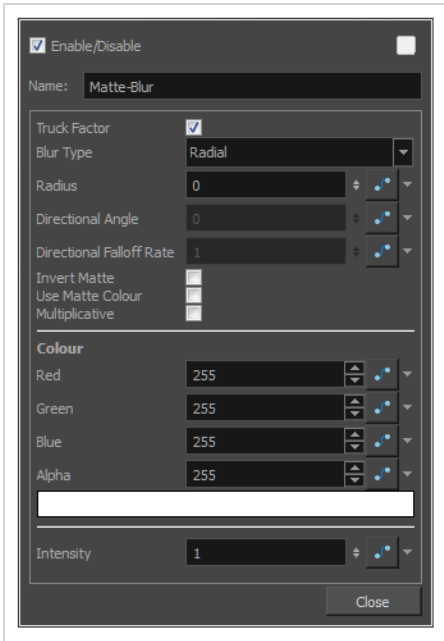 Enable/Disable
Name: Matte-Blur
Truck Factor
Blur Type Radial
Radius 0
Directional Angle 0
Directional Falloff Rate 1
Invert Matte
Use Matte Colour
Multiplicative
Colour
Red 255
Green 255
Blue 255
Alpha 255
Intensity 1
Close